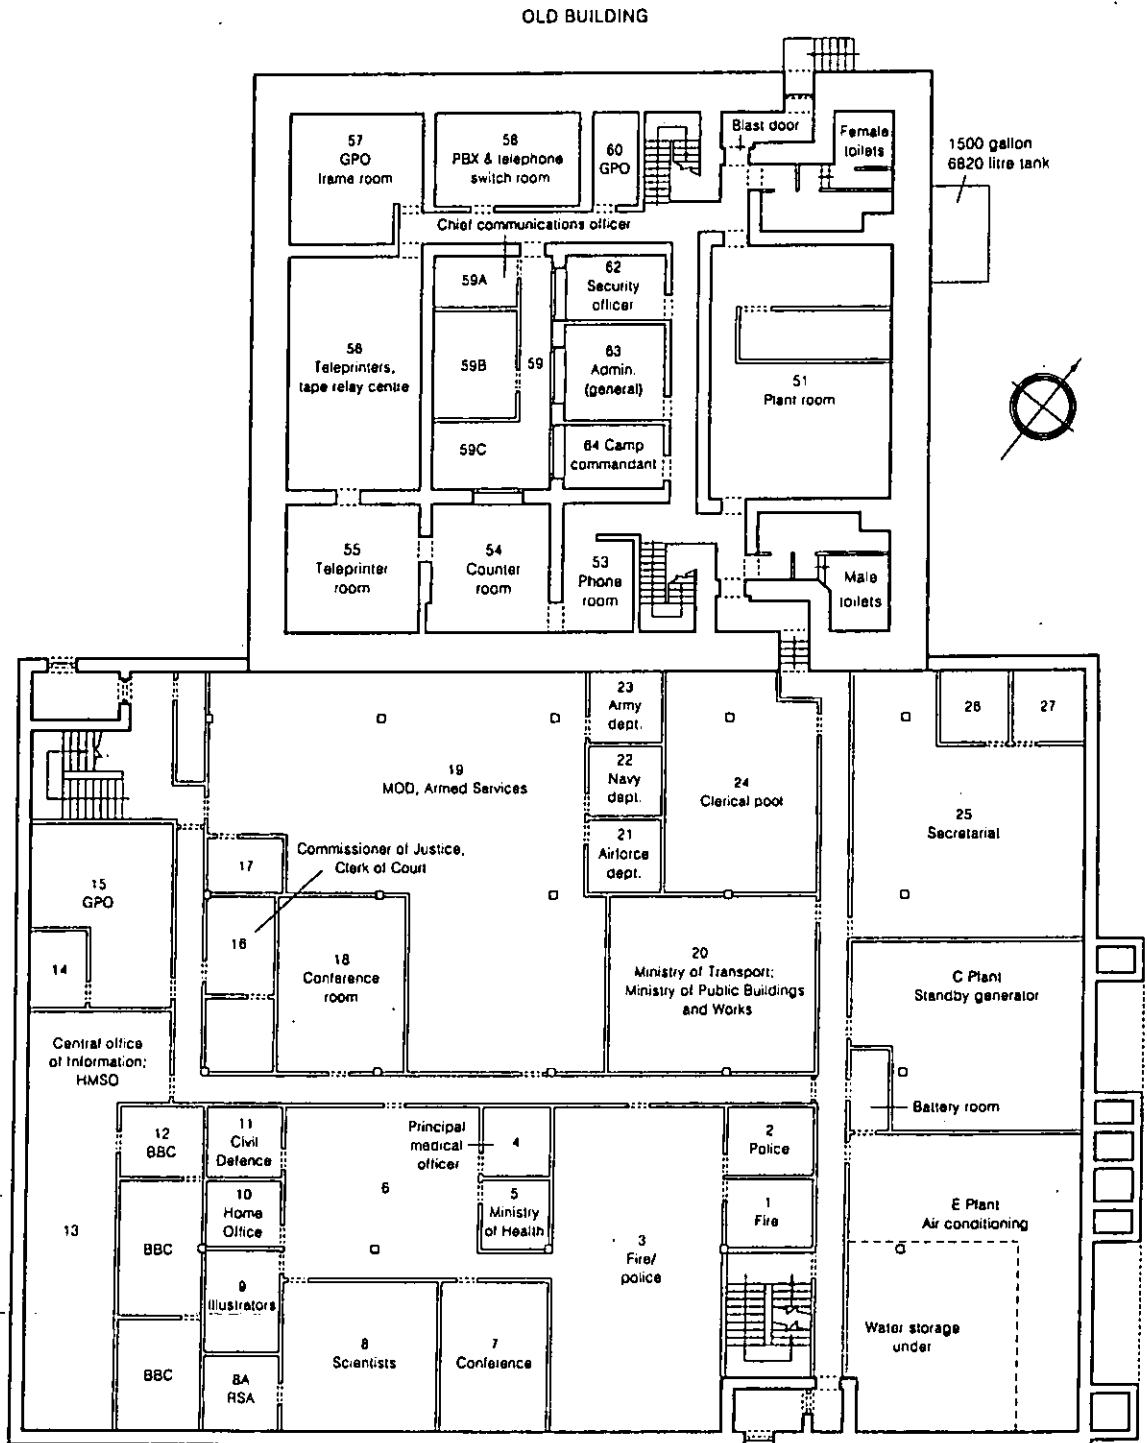 OLD BUILDING
57
GPO
frame room
58
PBX & telephone
switch room
60
GPO
Blast door
Female
toilets
1500 gallon
6820 litre tank
Chief communications officer
59A
62
Security
officer
56
Teleprinters,
tape relay centre
59B
59
63
Admin.
(general)
51
Plant room
59C
64 Camp
commandant
55
Teleprinter
room
54
Counter
room
53
Phone
room
Male
toilets
23
Army
dept.
26
27
19
MOD, Armed Services
22
Navy
dept.
24
Clerical pool
25
Secretarial
21
Airforce
dept.
17
Commissioner of Justice,
Clerk of Court
15
GPO
16
14
18
Conference
room
20
Ministry of Transport;
Ministry of Public Buildings
and Works
C Plant
Standby generator
Central office
of Information;
HMSO
Battery room
12
BBC
11
Civil
Defence
Principal
medical
officer
4
2
Police
6
10
Home
Office
5
Ministry
of Health
1
Fire
E Plant
Air conditioning
13
BBC
3
Fire/
police
9
Illustrators
Water storage
under
8
Scientists
7
Conference
BBC
8A
RSA